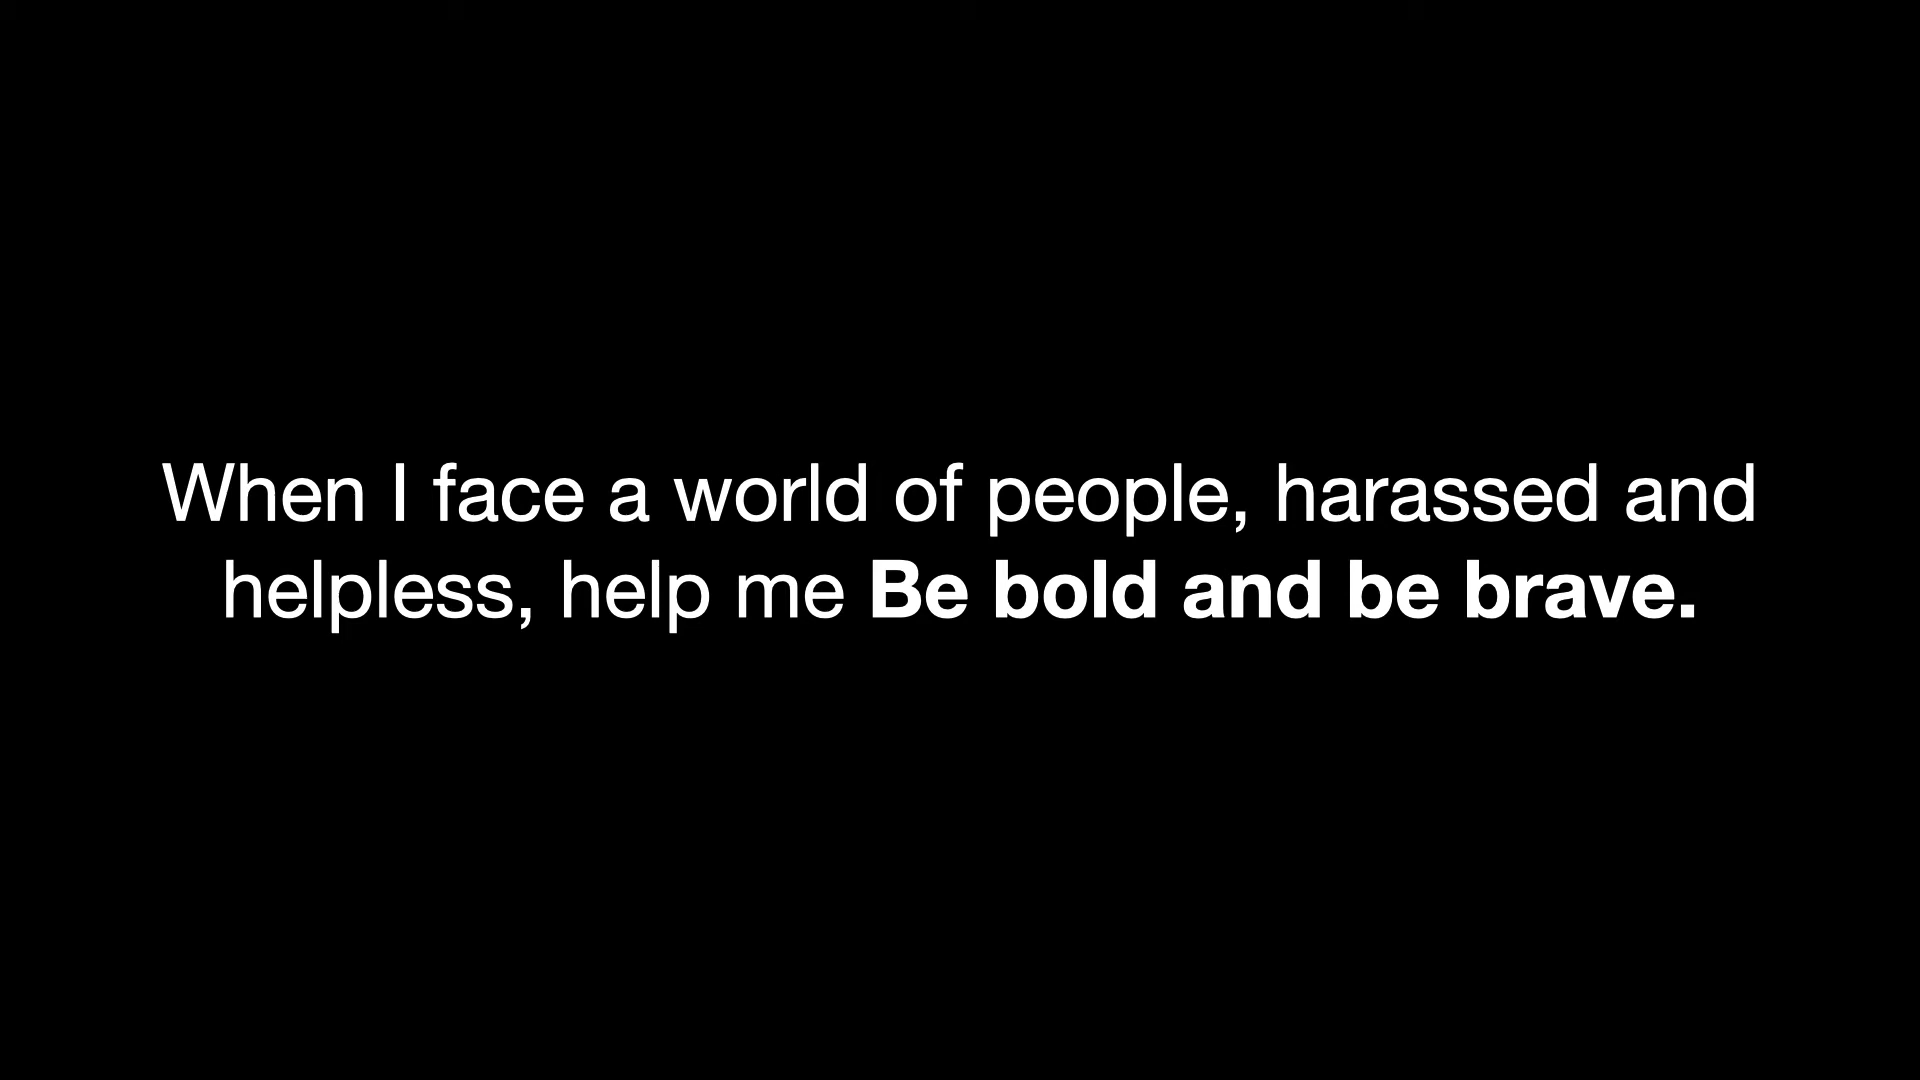 When I face a world of people, harassed and
helpless, help me Be bold and be brave.